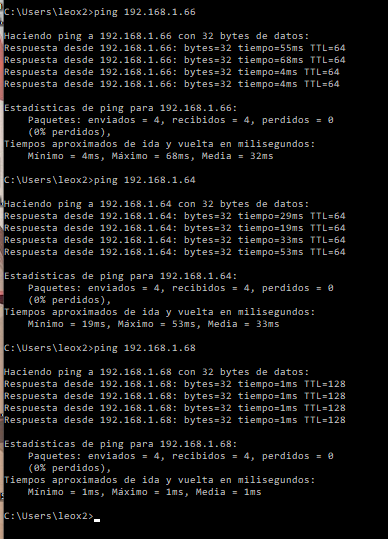 C:\Users\leox2>ping 192.168.1.66
Haciendo ping a 192.168.1.66 con 32 bytes de datos:
Respuesta desde 192.168.1.66: bytes=32 tiempo=55ms TTL=64
Respuesta desde 192.168.1.66: bytes=32 tiempo=68ms TTL=64
Respuesta desde 192.168.1.66: bytes=32 tiempo=4ms TTL=64
Respuesta desde 192.168.1.66: bytes=32 tiempo=4ms TTL=64
Estadísticas de ping para 192.168.1.66:
Paquetes: enviados = 4, recibidos = 4, perdidos = 0
(0% perdidos),
Tiempos aproximados de ida y vuelta en milisegundos:
Mínimo = 4ms, Máximo = 68ms, Media = 32ms
C:\Users\leox2>ping 192.168.1.64
Haciendo ping a 192.168.1.64 con 32 bytes de datos:
Respuesta desde 192.168.1.64: bytes=32 tiempo=29ms TTL=64
Respuesta desde 192.168.1.64: bytes=32 tiempo=19ms TTL=64
Respuesta desde 192.168.1.64: bytes=32 tiempo=33ms TTL=64
Respuesta desde 192.168.1.64: bytes=32 tiempo=53ms TTL=64
Estadísticas de ping para 192.168.1.64:
Paquetes: enviados = 4, recibidos = 4, perdidos = 0
(0% perdidos),
Tiempos aproximados de ida y vuelta en milisegundos:
Mínimo = 19ms, Máximo = 53ms, Media = 33ms
C:\Users\leox2>ping 192.168.1.68
Haciendo ping a 192.168.1.68 con 32 bytes de datos:
Respuesta desde 192.168.1.68: bytes=32 tiempo=1ms TTL=128
Respuesta desde 192.168.1.68: bytes=32 tiempo=1ms TTL=128
Respuesta desde 192.168.1.68: bytes=32 tiempo=1ms TTL=128
Respuesta desde 192.168.1.68: bytes=32 tiempo=1ms TTL=128
Estadísticas de ping para 192.168.1.68:
Paquetes: enviados = 4, recibidos = 4, perdidos = 0
(0% perdidos),
Tiempos aproximados de ida y vuelta en milisegundos:
Mínimo = 1ms, Máximo = 1ms, Media = 1ms
C:\Users\leox2>